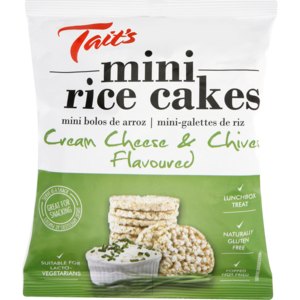 Tait's
mini
rice cakes
mini bolos de arroz | mini-galettes de riz
Cream Cheese & Chives
Flavoured
GREAT FOR
SNACKING
LUNCHBOX
TREAT
NATURALLY
GLUTEN
FREE
SUITABLE FOR
LACTO-
VEGETARIANS